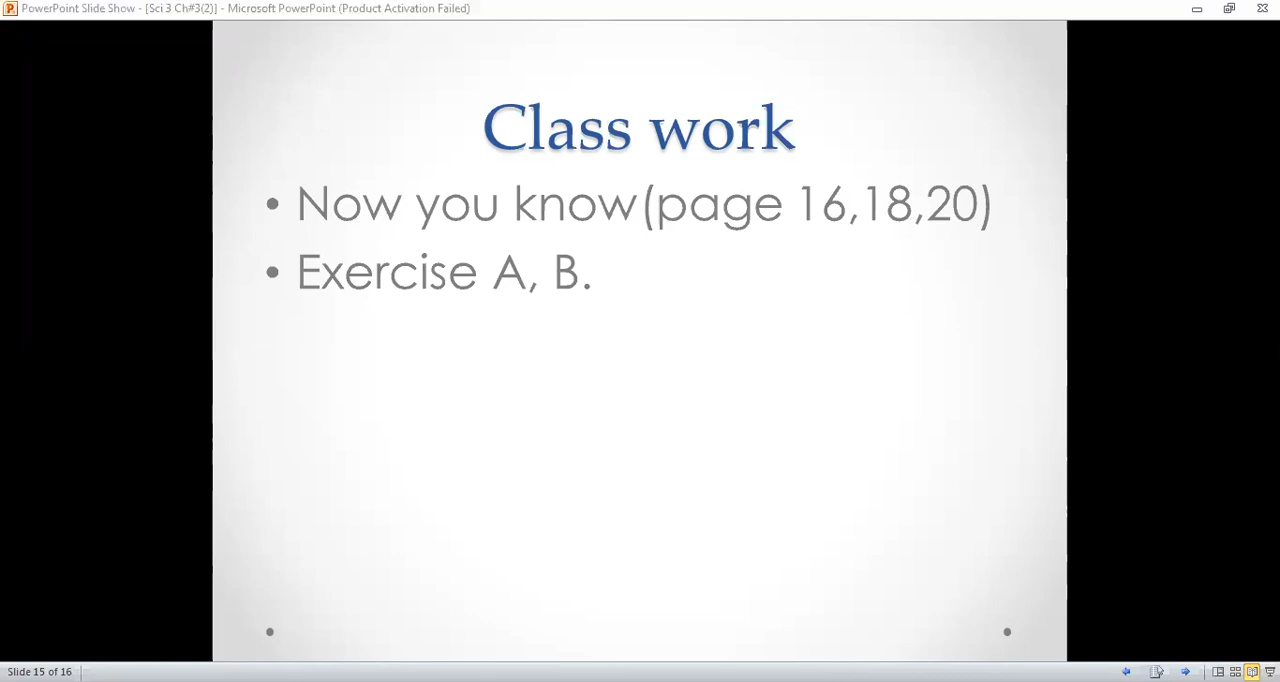 PowerPoint Slide Show - [Sci 3 Ch#3(2)] - Microsoft PowerPoint (Product Activation Failed)
Class work
• Now you know(page 16,18,20)
• Exercise A, B.
Slide 15 of 16